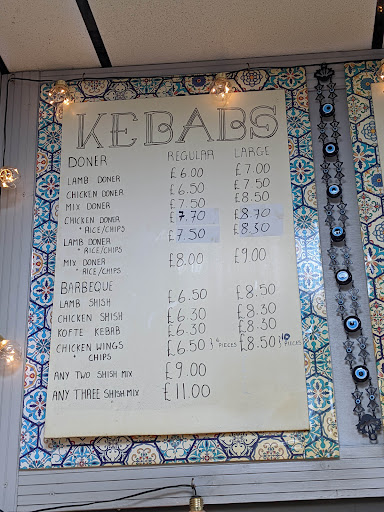 KEBABS
DONER REGULAR LARGE
LAMB DONER £6.00 £7.00
CHICKEN DONER £6.50 £7.50
MIX DONER £7.50 £8.50
CHICKEN DONER £7.70 £8.70
* RICE/CHIPS
LAMB DONER £7.50 £8.30
* RICE/CHIPS
MIX DONER £8.00 £9.00
* RICE/CHIPS
BARBEQUE
LAMB SHISH £6.50 £8.50
CHICKEN SHISH £6.30 £8.30
KOFTE KEBAB £6.30 £8.30
CHICKEN WINGS £6.50 } 6 PIECES £8.50 } 10 PIECES
* CHIPS
ANY TWO SHISH MIX £9.00
ANY THREE SHISH MIX £11.00